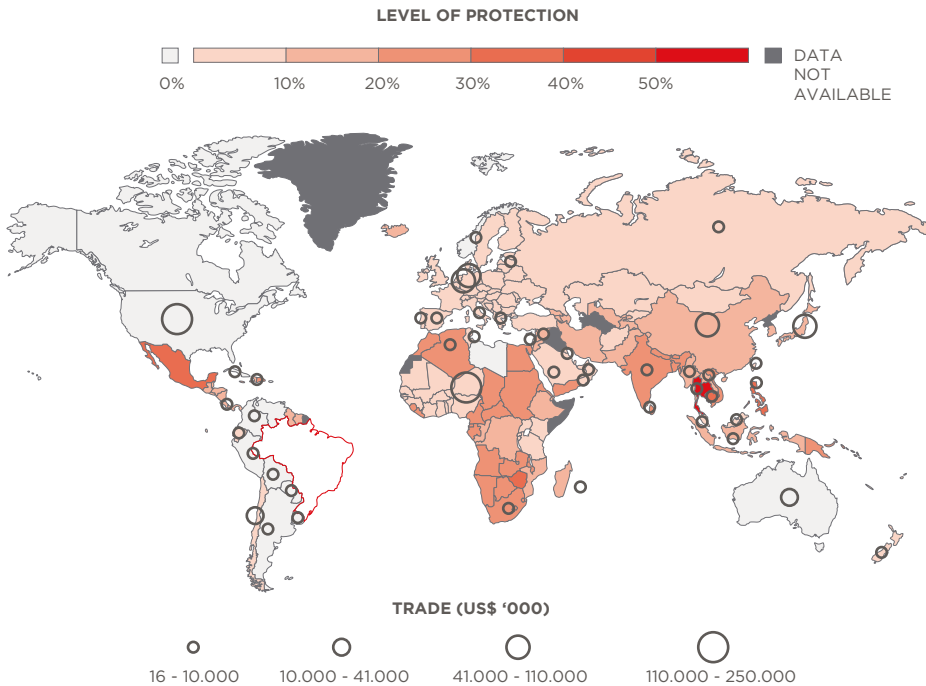 LEVEL OF PROTECTION
0% 10% 20% 30% 40% 50%
DATA
NOT
AVAILABLE
TRADE (US$ ‘000)
16 - 10.000 10.000 - 41.000 41.000 - 110.000 110.000 - 250.000